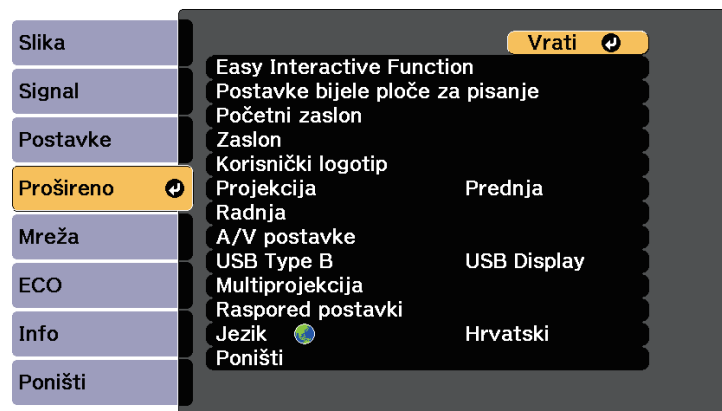 Slika
Signal
Postavke
Prošireno
Mreža
ECO
Info
Poništi
Vrati
Easy Interactive Function
Postavke bijele ploče za pisanje
Početni zaslon
Zaslon
Korisnički logotip
Projekcija Prednja
Radnja
A/V postavke
USB Type B USB Display
Multiprojekcija
Raspored postavki
Jezik Hrvatski
Poništi